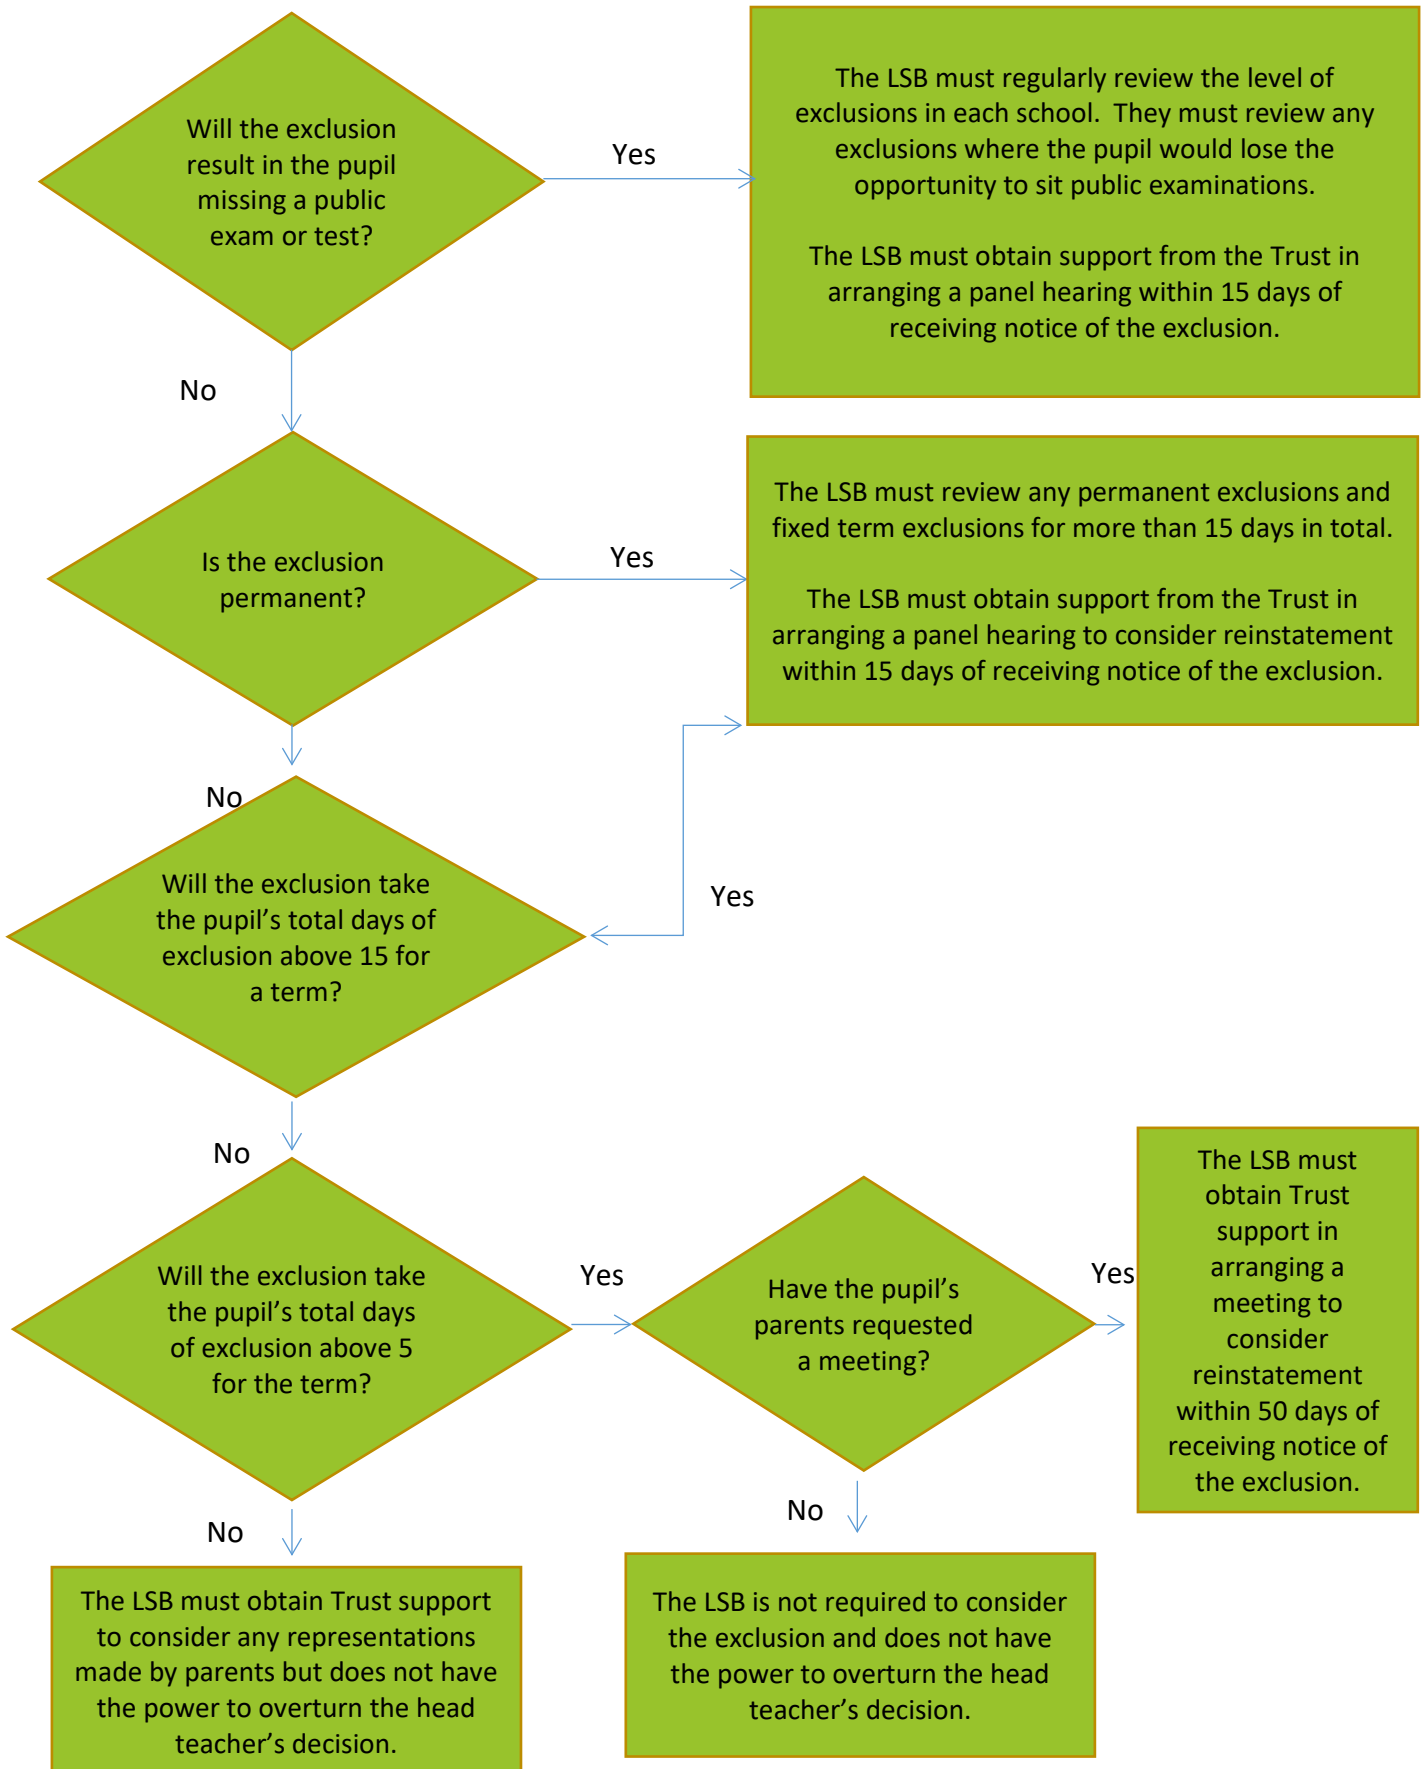 Will the exclusion
result in the pupil
missing a public
exam or test?
Yes
The LSB must regularly review the level of
exclusions in each school.  They must review any
exclusions where the pupil would lose the
opportunity to sit public examinations.
The LSB must obtain support from the Trust in
arranging a panel hearing within 15 days of
receiving notice of the exclusion.
No
Is the exclusion
permanent?
Yes
The LSB must review any permanent exclusions and
fixed term exclusions for more than 15 days in total.
The LSB must obtain support from the Trust in
arranging a panel hearing to consider reinstatement
within 15 days of receiving notice of the exclusion.
No
Will the exclusion take
the pupil’s total days of
exclusion above 15 for
a term?
Yes
No
Will the exclusion take
the pupil’s total days
of exclusion above 5
for the term?
Yes
Have the pupil’s
parents requested
a meeting?
Yes
The LSB must
obtain Trust
support in
arranging a
meeting to
consider
reinstatement
within 50 days of
receiving notice of
the exclusion.
No
The LSB must obtain Trust support
to consider any representations
made by parents but does not have
the power to overturn the head
teacher’s decision.
No
The LSB is not required to consider
the exclusion and does not have
the power to overturn the head
teacher’s decision.